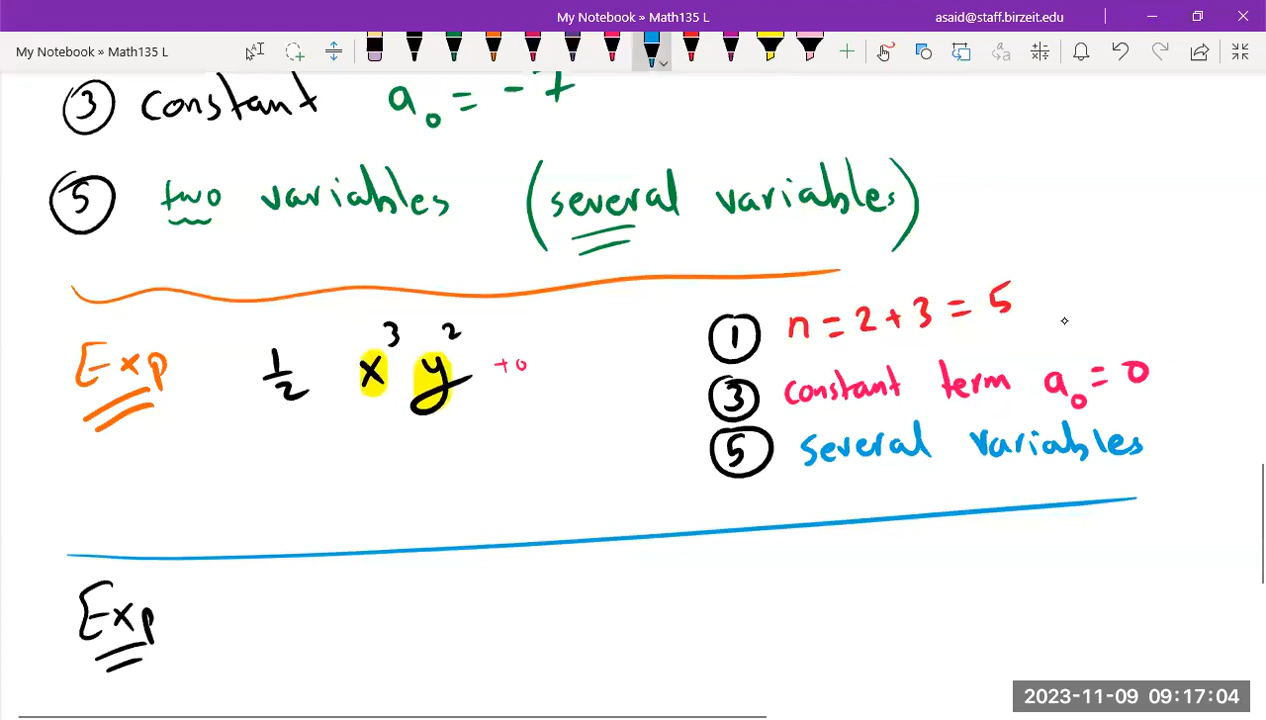 My Notebook » Math135 L
asaid@staff.birzeit.edu
My Notebook » Math135 L
③ constant a₀ = -7
⑤ two variables (several variables)
Exp ½ x³ y² +0
① n = 2 + 3 = 5
③ constant term a₀ = 0
⑤ several variables
Exp
2023-11-09 09:17:04